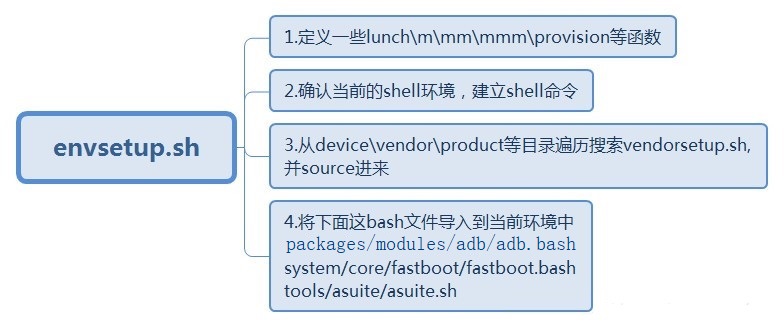 envsetup.sh
1.定义一些lunch\m\mm\mmm\provision等函数
2.确认当前的shell环境，建立shell命令
3.从device\vendor\product等目录遍历搜索vendorsetup.sh,
并source进来
4.将下面这bash文件导入到当前环境中
packages/modules/adb/adb.bash
system/core/fastboot/fastboot.bash
tools/asuite/asuite.sh